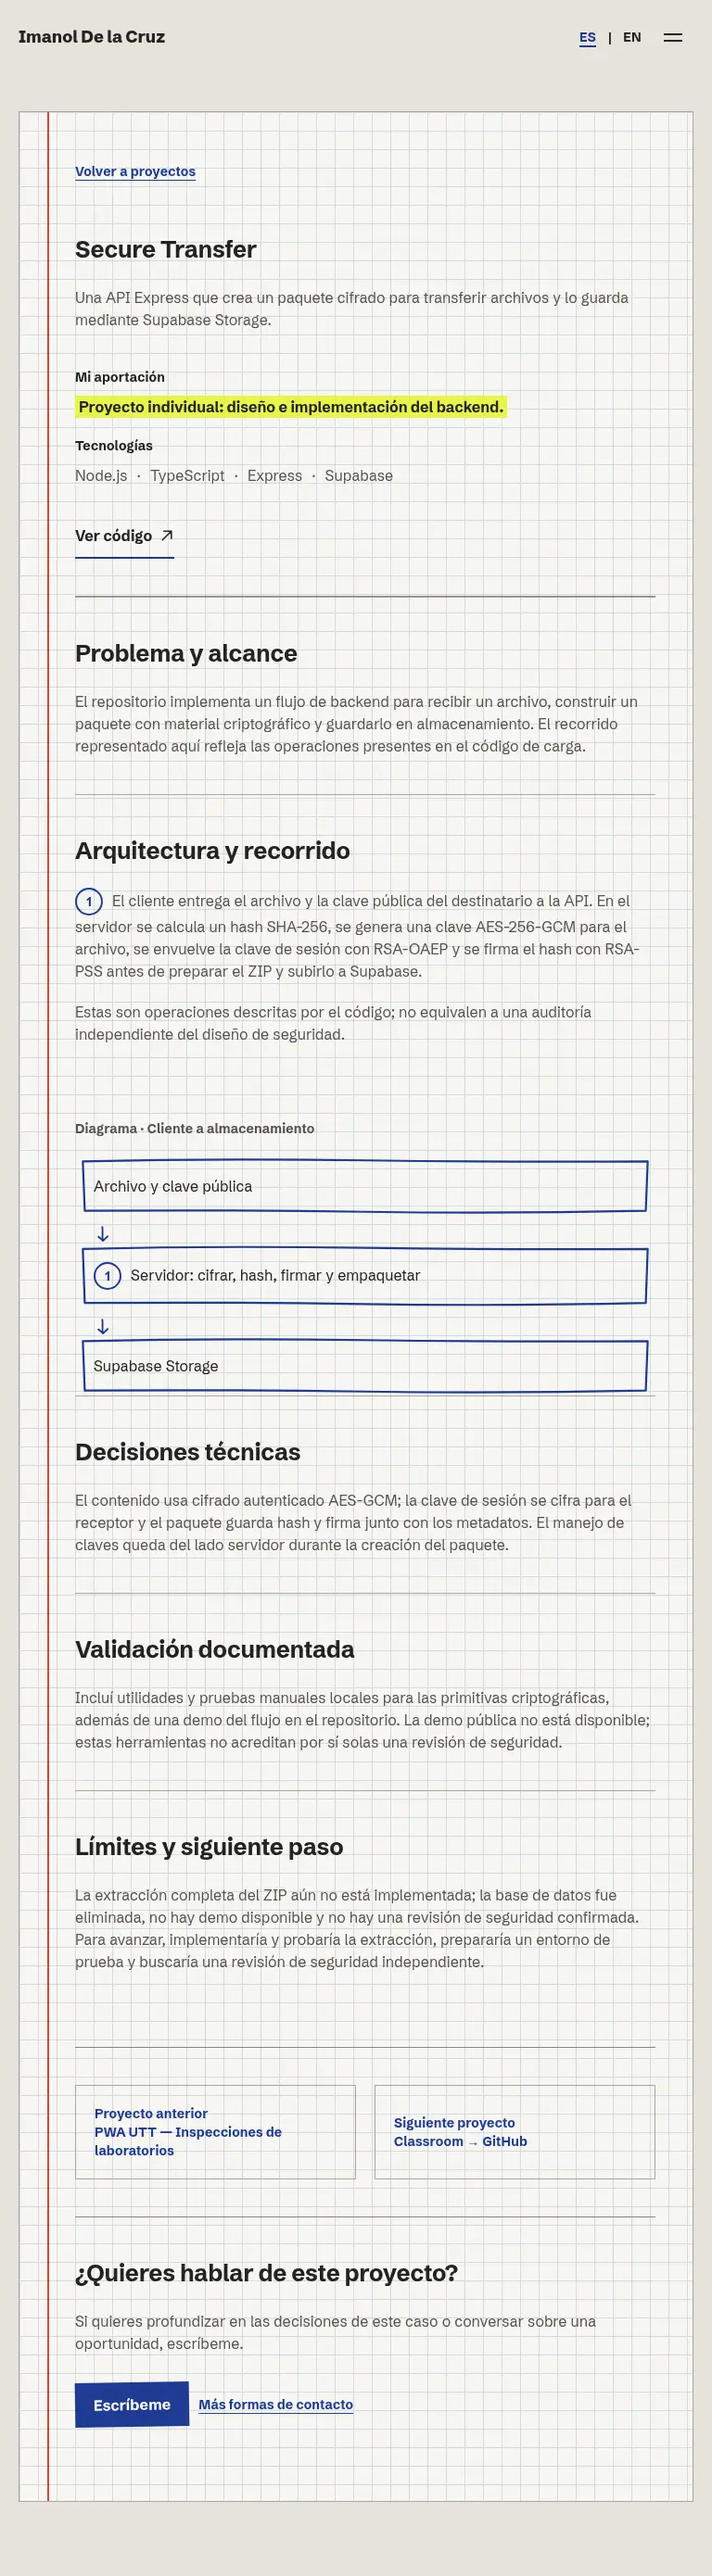 Imanol De la Cruz
ES | EN
Volver a proyectos
Secure Transfer
Una API Express que crea un paquete cifrado para transferir archivos y lo guarda
mediante Supabase Storage.
Mi aportación
Proyecto individual: diseño e implementación del backend.
Tecnologías
Node.js · TypeScript · Express · Supabase
Ver código ↗
Problema y alcance
El repositorio implementa un flujo de backend para recibir un archivo, construir un
paquete con material criptográfico y guardarlo en almacenamiento. El recorrido
representado aquí refleja las operaciones presentes en el código de carga.
Arquitectura y recorrido
1 El cliente entrega el archivo y la clave pública del destinatario a la API. En el
servidor se calcula un hash SHA-256, se genera una clave AES-256-GCM para el
archivo, se envuelve la clave de sesión con RSA-OAEP y se firma el hash con RSA-
PSS antes de preparar el ZIP y subirlo a Supabase.
Estas son operaciones descritas por el código; no equivalen a una auditoría
independiente del diseño de seguridad.
Diagrama · Cliente a almacenamiento
Archivo y clave pública
↓
1 Servidor: cifrar, hash, firmar y empaquetar
↓
Supabase Storage
Decisiones técnicas
El contenido usa cifrado autenticado AES-GCM; la clave de sesión se cifra para el
receptor y el paquete guarda hash y firma junto con los metadatos. El manejo de
claves queda del lado servidor durante la creación del paquete.
Validación documentada
Incluí utilidades y pruebas manuales locales para las primitivas criptográficas,
además de una demo del flujo en el repositorio. La demo pública no está disponible;
estas herramientas no acreditan por sí solas una revisión de seguridad.
Límites y siguiente paso
La extracción completa del ZIP aún no está implementada; la base de datos fue
eliminada, no hay demo disponible y no hay una revisión de seguridad confirmada.
Para avanzar, implementaría y probaría la extracción, prepararía un entorno de
prueba y buscaría una revisión de seguridad independiente.
Proyecto anterior
PWA UTT — Inspecciones de
laboratorios
Siguiente proyecto
Classroom → GitHub
¿Quieres hablar de este proyecto?
Si quieres profundizar en las decisiones de este caso o conversar sobre una
oportunidad, escríbeme.
Escríbeme
Más formas de contacto